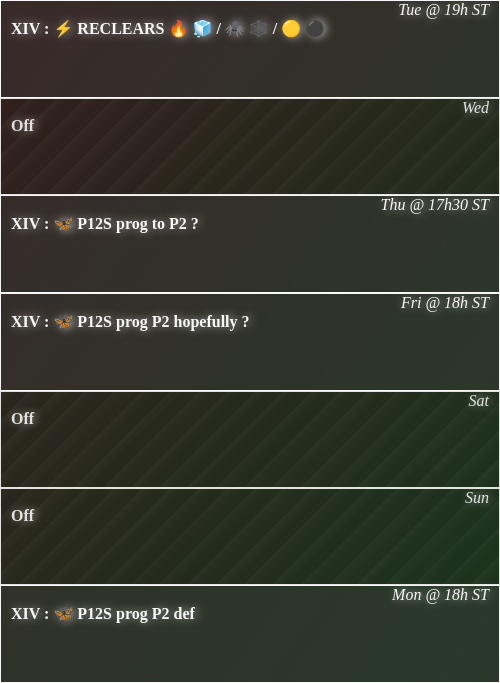 Tue @ 19h ST
XIV : ⚡ RECLEARS 🔥 🧊 / 🕷️ 🕸️ / 🟡 ⚫
Wed
Off
Thu @ 17h30 ST
XIV : 🦋 P12S prog to P2 ?
Fri @ 18h ST
XIV : 🦋 P12S prog P2 hopefully ?
Sat
Off
Sun
Off
Mon @ 18h ST
XIV : 🦋 P12S prog P2 def